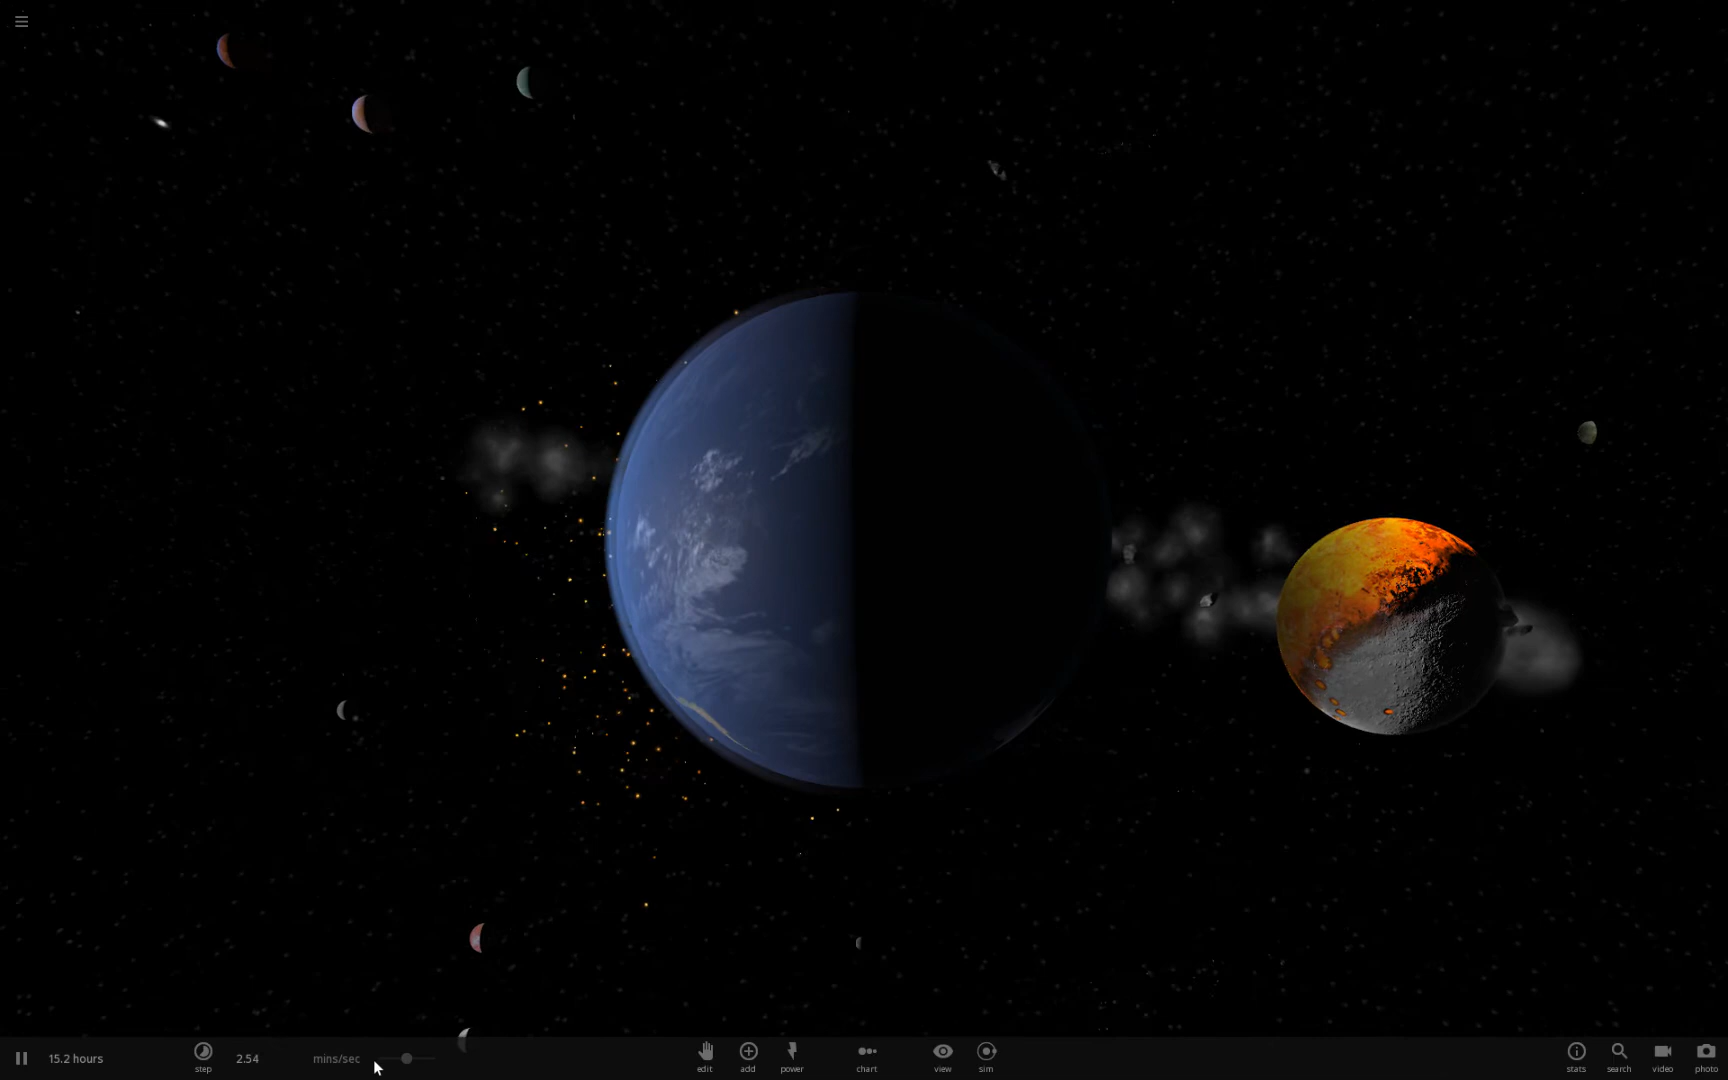 15.2 hours
step
2.54
mins/sec
edit
add
power
chart
view
sim
stats
search
video
photo